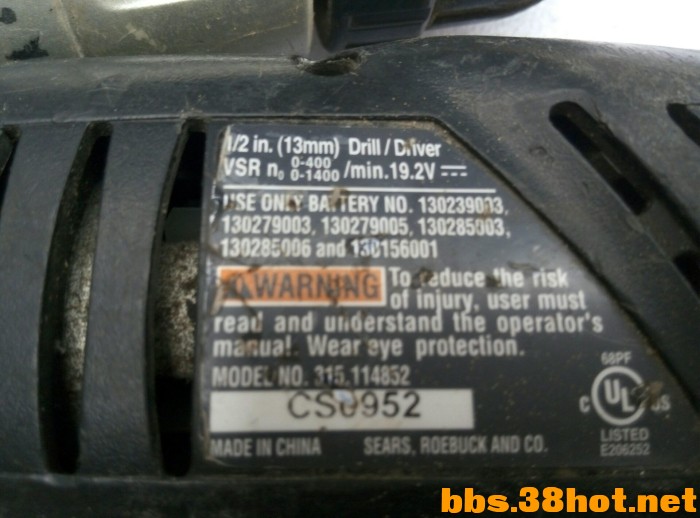 1/2 in. (13mm) Drill / Driver
VSR n₀ 0-400 0-1400 /min. 19.2V
USE ONLY BATTERY NO. 130239003,
130279003, 130279005, 130285003,
130285006 and 130156001
WARNING To reduce the risk
of injury, user must
read and understand the operator's
manual. Wear eye protection.
MODEL NO. 315.114852
CS0952
MADE IN CHINA SEARS, ROEBUCK AND CO.
68PF
C UL US
LISTED
E206252
bbs.38hot.net